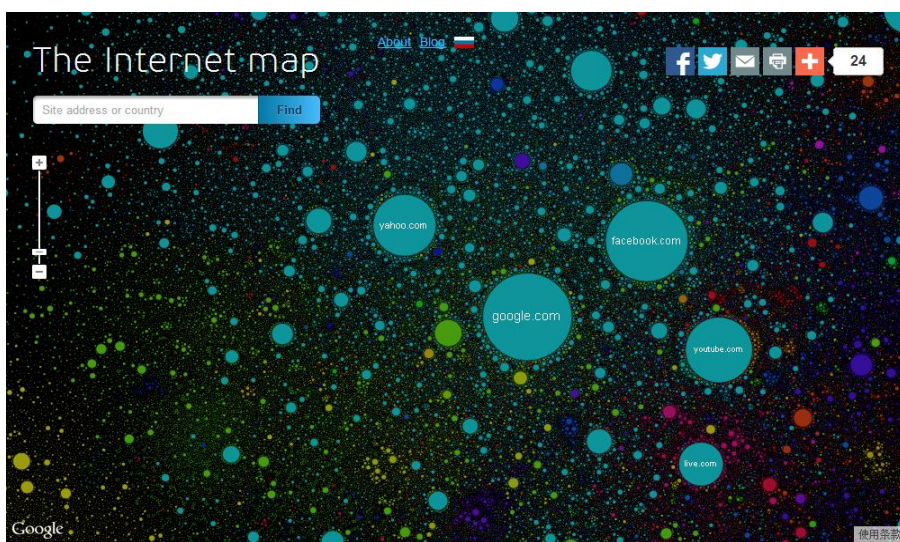 About Blog
The Internet map
24
Site address or country Find
yahoo.com
facebook.com
google.com
youtube.com
live.com
Google
使用条款